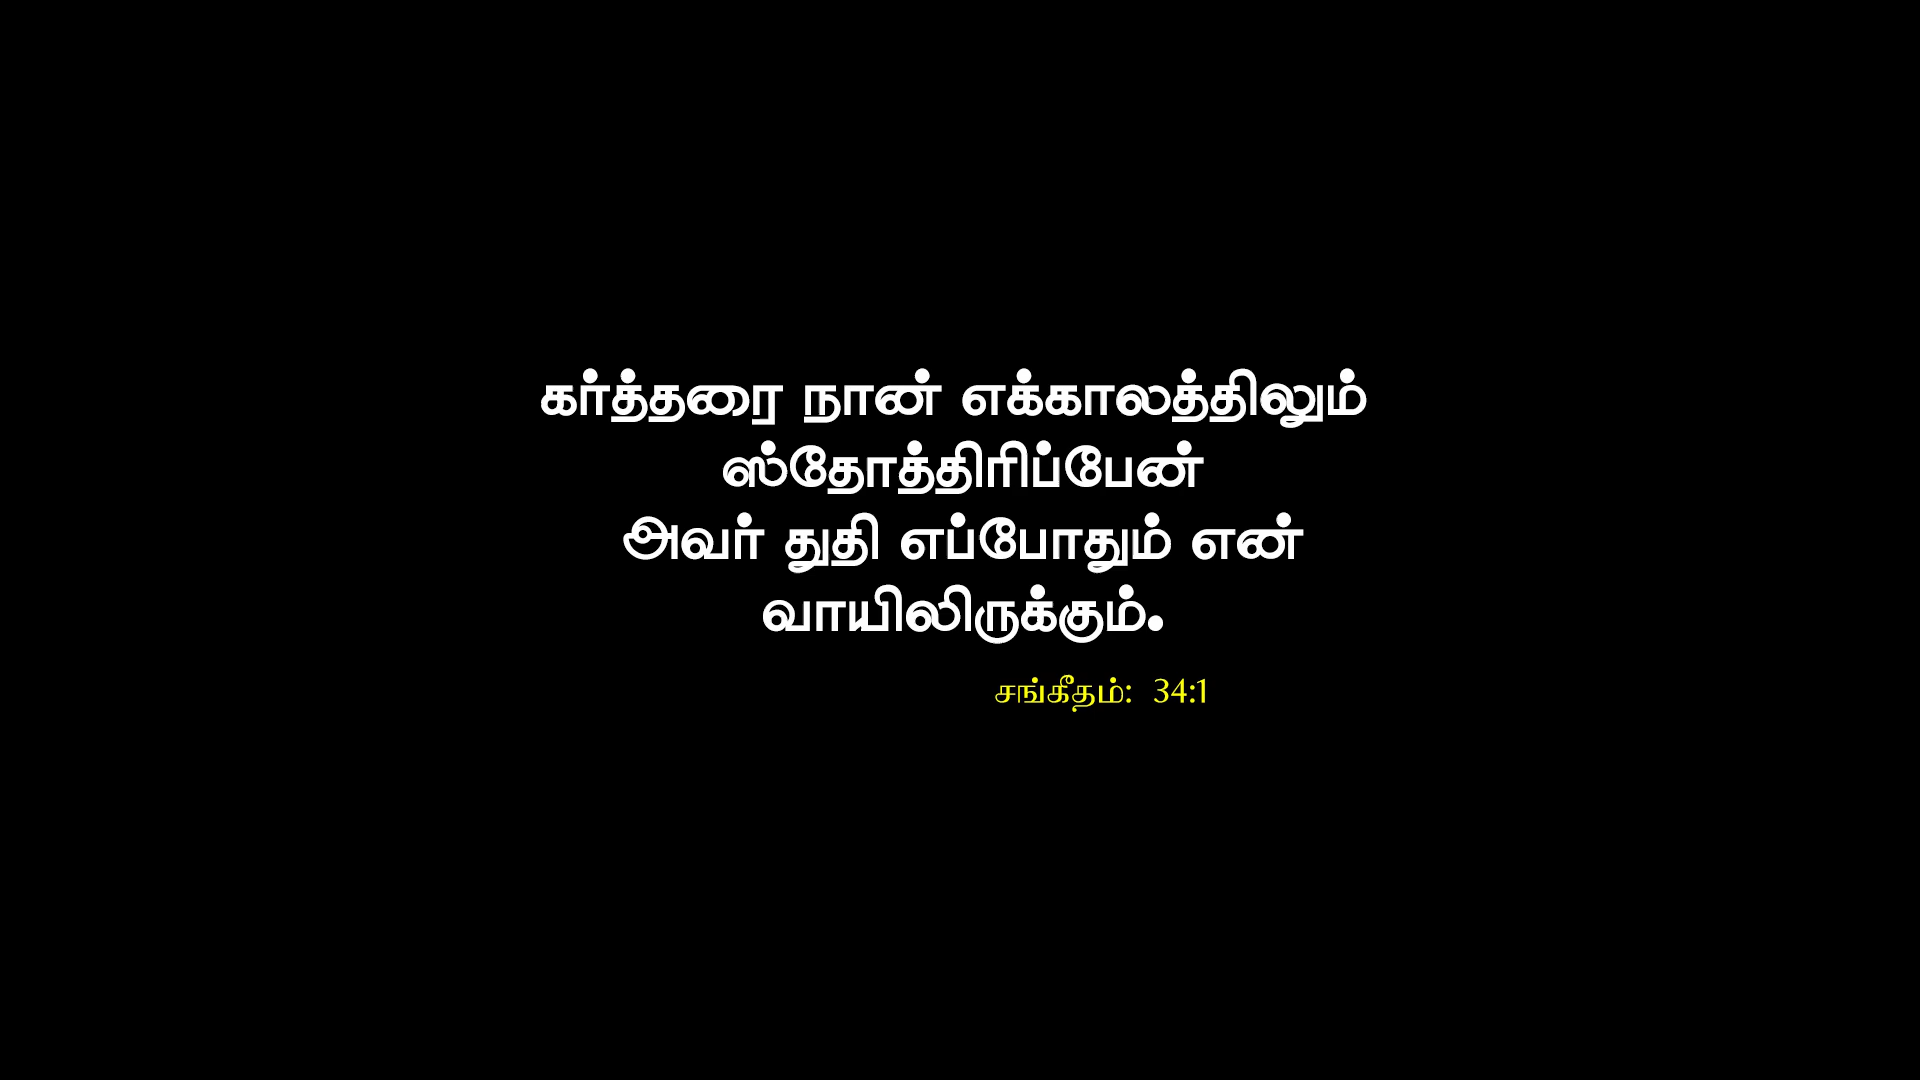 கர்த்தரை நான் எக்காலத்திலும்
ஸ்தோத்திரிப்பேன்
அவர் துதி எப்போதும் என்
வாயிலிருக்கும்.
சங்கீதம்: 34:1